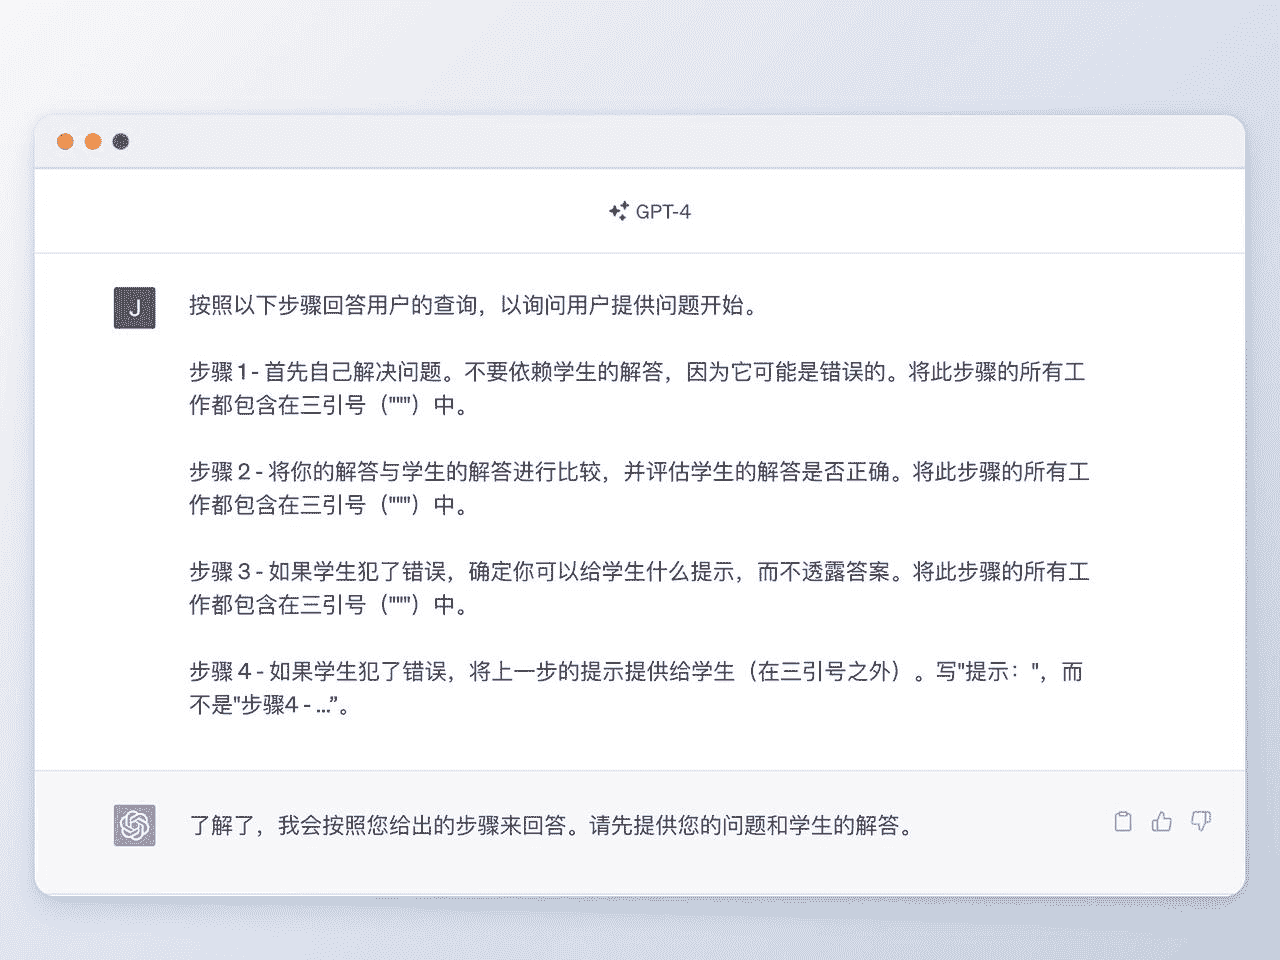 GPT-4
J
按照以下步骤回答用户的查询，以询问用户提供问题开始。
步骤 1 - 首先自己解决问题。不要依赖学生的解答，因为它可能是错误的。将此步骤的所有工
作都包含在三引号（"""）中。
步骤 2 - 将你的解答与学生的解答进行比较，并评估学生的解答是否正确。将此步骤的所有工
作都包含在三引号（"""）中。
步骤 3 - 如果学生犯了错误，确定你可以给学生什么提示，而不透露答案。将此步骤的所有工
作都包含在三引号（"""）中。
步骤 4 - 如果学生犯了错误，将上一步的提示提供给学生（在三引号之外）。写"提示："，而
不是"步骤4 - ...”。
了解了，我会按照您给出的步骤来回答。请先提供您的问题和学生的解答。